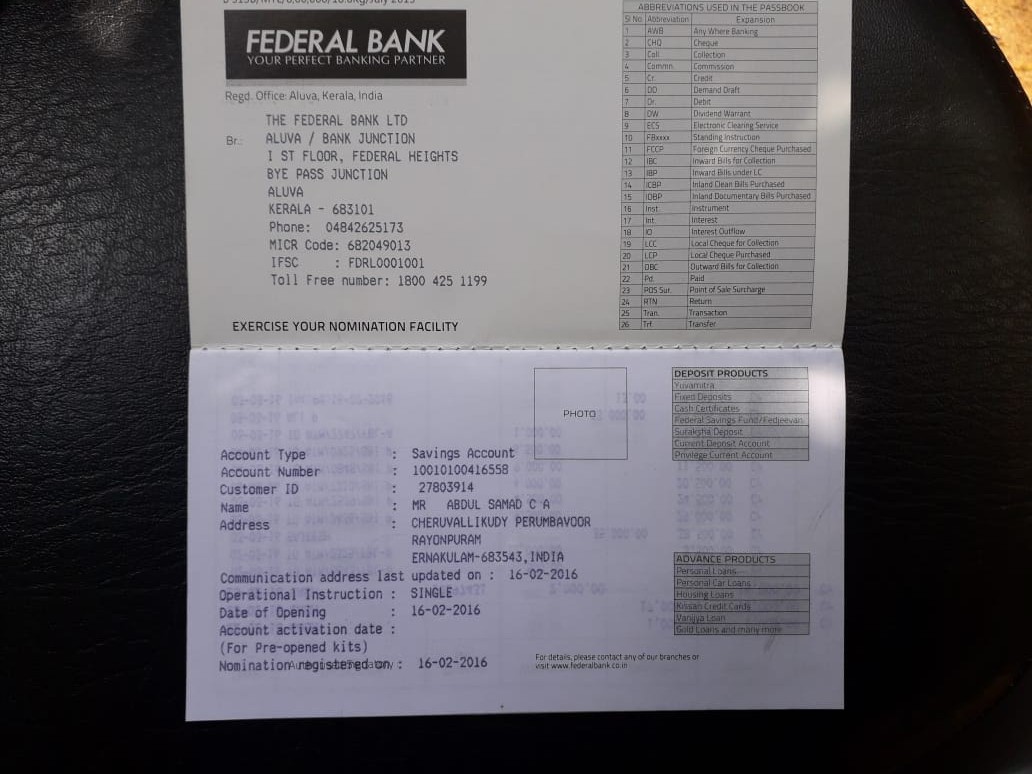 FEDERAL BANK
YOUR PERFECT BANKING PARTNER
Regd. Office: Aluva, Kerala, India
THE FEDERAL BANK LTD
Br.: ALUVA / BANK JUNCTION
I ST FLOOR, FEDERAL HEIGHTS
BYE PASS JUNCTION
ALUVA
KERALA - 683101
Phone: 04842625173
MICR Code: 682049013
IFSC : FDRL0001001
Toll Free number: 1800 425 1199
EXERCISE YOUR NOMINATION FACILITY
ABBREVIATIONS USED IN THE PASSBOOK
Sl No Abbreviation Expansion
1 AWB Any Where Banking
2 CHQ Cheque
3 Coll. Collection
4 Commn. Commission
5 Cr. Credit
6 DD Demand Draft
7 Dr. Debit
8 DW Dividend Warrant
9 ECS Electronic Clearing Service
10 FBxxxx Standing Instruction
11 FCCP Foreign Currency Cheque Purchased
12 IBC Inward Bills for Collection
13 IBP Inward Bills under LC
14 ICBP Inland Clean Bills Purchased
15 IDBP Inland Documentary Bills Purchased
16 Inst. Instrument
17 Int. Interest
18 IO Interest Outflow
19 LCC Local Cheque for Collection
20 LCP Local Cheque Purchased
21 OBC Outward Bills for Collection
22 Pd. Paid
23 POS Sur. Point of Sale Surcharge
24 RTN Return
25 Tran. Transaction
26 Trf. Transfer
PHOTO
DEPOSIT PRODUCTS
Yuvamitra
Fixed Deposits
Cash Certificates
Federal Savings Fund/Fedjeevan
Suraksha Deposit
Current Deposit Account
Privilege Current Account
Account Type : Savings Account
Account Number : 10010100416558
Customer ID : 27803914
Name : MR ABDUL SAMAD C A
Address : CHERUVALLIKUDY PERUMBAVOOR
RAYONPURAM
ERNAKULAM-683543,INDIA
Communication address last updated on : 16-02-2016
Operational Instruction : SINGLE
Date of Opening : 16-02-2016
Account activation date :
(For Pre-opened kits)
Nomination registered on : 16-02-2016
ADVANCE PRODUCTS
Personal Loans
Personal Car Loans
Housing Loans
Kissan Credit Cards
Vanijya Loan
Gold Loans and many more
For details, please contact any of our branches or
visit www.federalbank.co.in